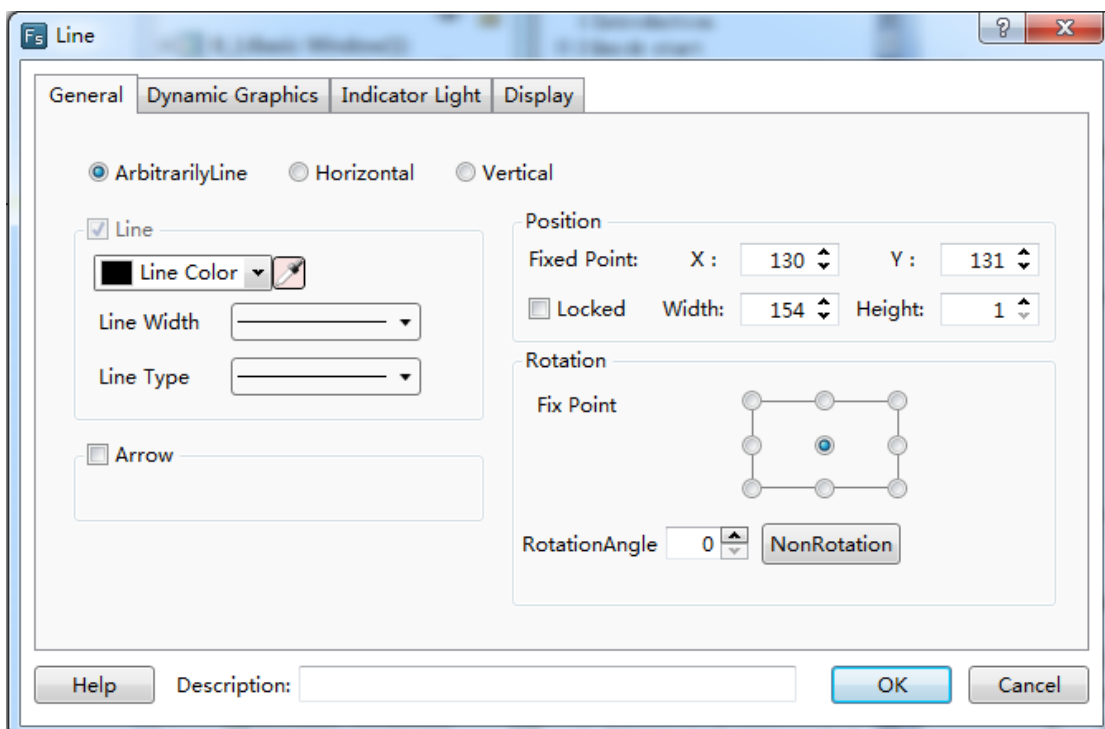 Fs Line
General Dynamic Graphics Indicator Light Display
ArbitrarilyLine Horizontal Vertical
Line
Line Color
Line Width
Line Type
Arrow
Position
Fixed Point: X : 130 Y : 131
Locked Width: 154 Height: 1
Rotation
Fix Point
RotationAngle 0 NonRotation
Help Description: OK Cancel